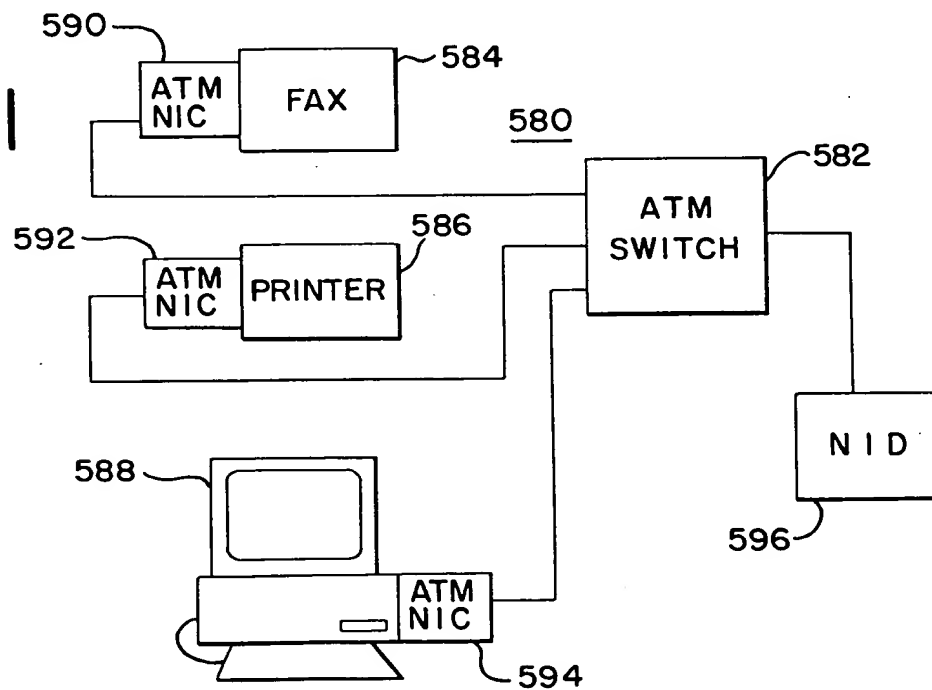 590
ATM
NIC
FAX
584
580
582
ATM
SWITCH
592
ATM
NIC
PRINTER
586
588
ATM
NIC
594
NID
596